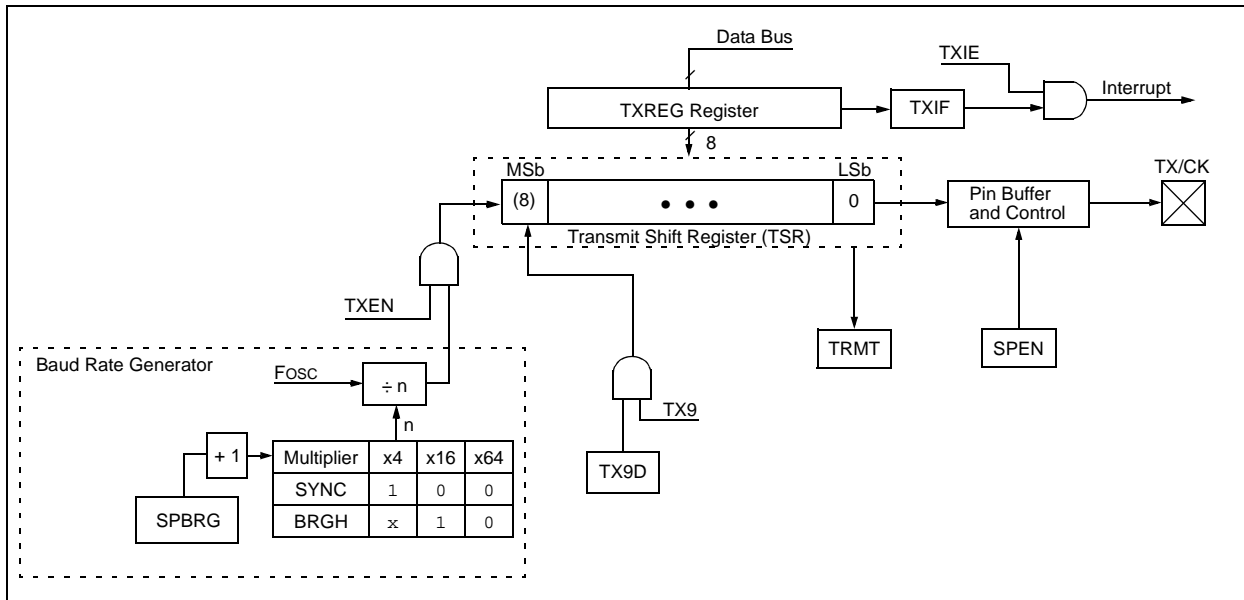 Data Bus
TXIE
TXREG Register
TXIF
Interrupt
8
MSb
LSb
(8)
• • •
0
Transmit Shift Register (TSR)
Pin Buffer
and Control
TX/CK
TXEN
TRMT
SPEN
Baud Rate Generator
FOSC
÷ n
n
TX9
TX9D
+ 1
SPBRG
Multiplier x4 x16 x64
SYNC 1 0 0
BRGH x 1 0